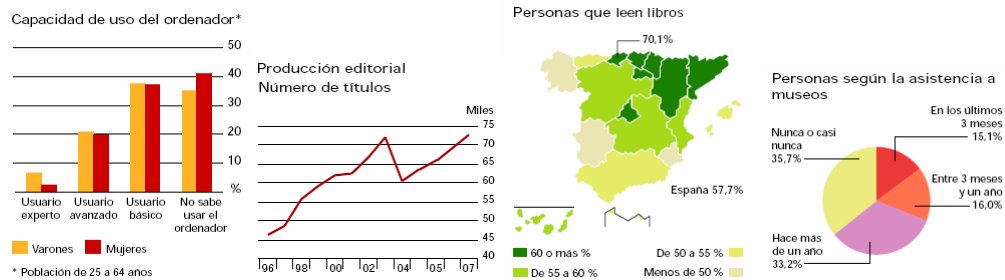 Capacidad de uso del ordenador*
50
40
30
20
10
%
Usuario
experto
Usuario
avanzado
Usuario
básico
No sabe
usar el
ordenador
Varones
Mujeres
* Población de 25 a 64 años
Producción editorial
Número de títulos
Miles
75
70
65
60
55
50
45
40
96
98
00
02
04
05
07
Personas que leen libros
70,1%
España 57,7%
60 o más %
De 55 a 60 %
De 50 a 55 %
Menos de 50 %
Personas según la asistencia a
museos
En los últimos
3 meses
15,1%
Nunca o casi
nunca
35,7%
Entre 3 meses
y un año
16,0%
Hace más
de un año
33,2%